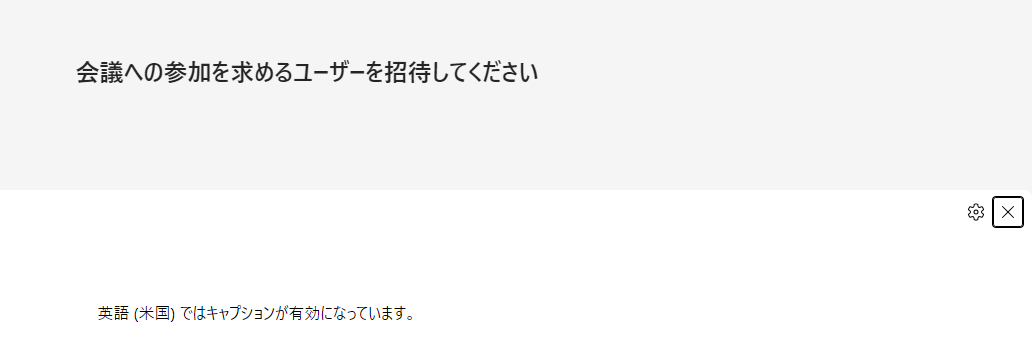 会議への参加を求めるユーザーを招待してください
英語 (米国) ではキャプションが有効になっています。